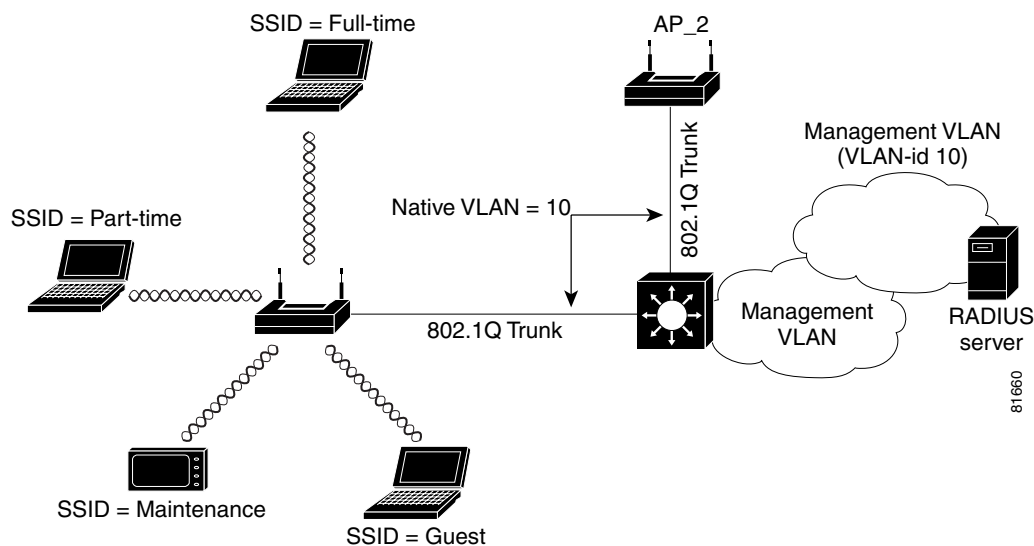 SSID = Full-time
AP_2
Management VLAN
(VLAN-id 10)
802.1Q Trunk
Native VLAN = 10
SSID = Part-time
802.1Q Trunk
Management
VLAN
RADIUS
server
81660
SSID = Maintenance
SSID = Guest